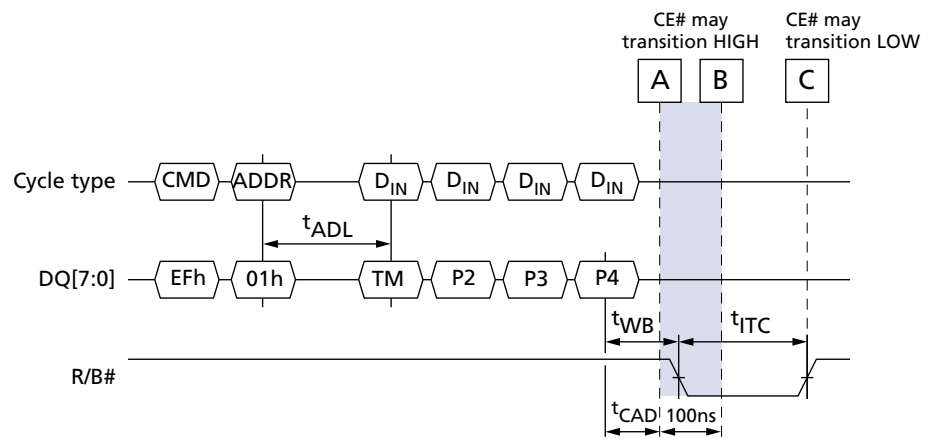 CE# may
transition HIGH
CE# may
transition LOW
A B C
Cycle type CMD ADDR DIN DIN DIN DIN
tADL
DQ[7:0] EFh 01h TM P2 P3 P4
tWB tITC
R/B#
tCAD 100ns